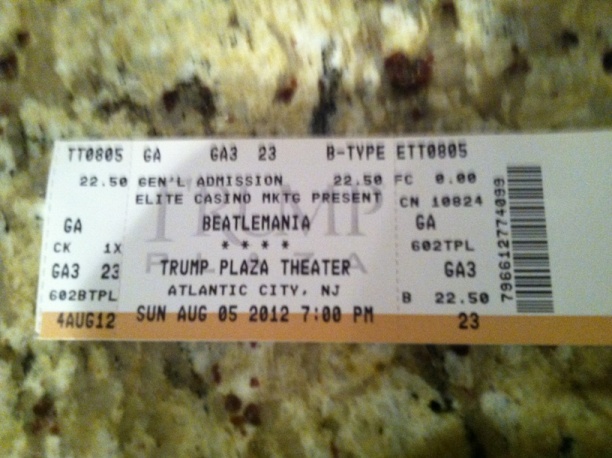 TT0805 GA GA3 23 B-TYPE ETT0805
22.50 GEN'L ADMISSION 22.50 FC 0.00
ELITE CASINO MKTG PRESENT CN 10824
TRUMP
PLAZA
GA BEATLEMANIA GA
CK 1X * * * * 602TPL
GA3 23 TRUMP PLAZA THEATER GA3
602BTPL ATLANTIC CITY, NJ B 22.50
4AUG12 SUN AUG 05 2012 7:00 PM 23